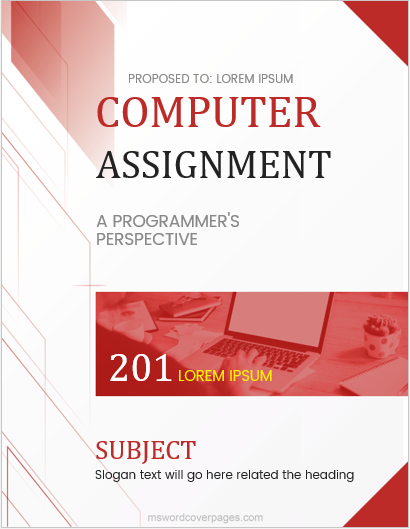 PROPOSED TO: LOREM IPSUM
COMPUTER
ASSIGNMENT
A PROGRAMMER'S
PERSPECTIVE
201 LOREM IPSUM
SUBJECT
Slogan text will go here related the heading
mswordcoverpages.com